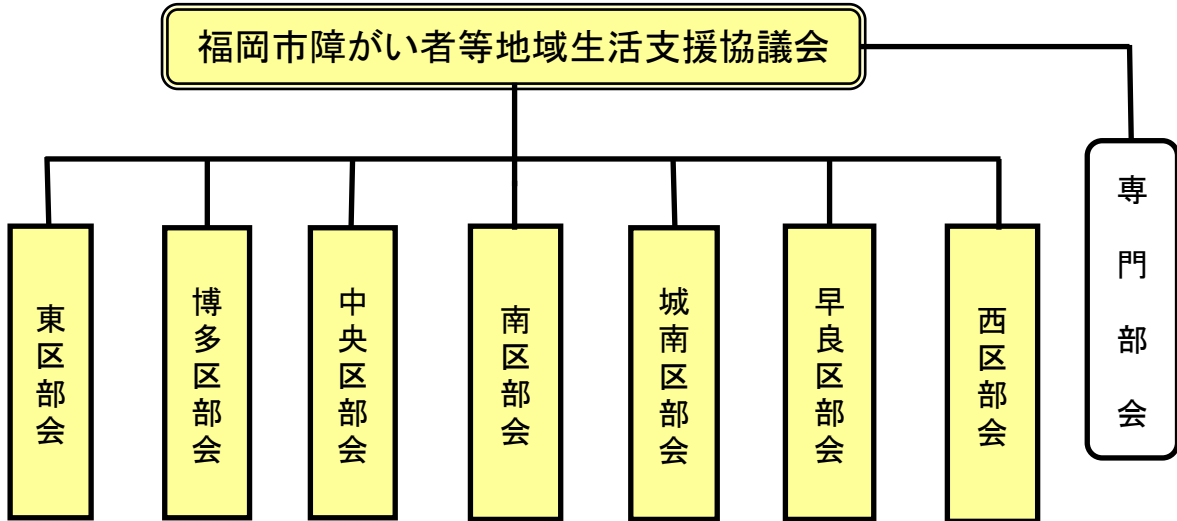 福岡市障がい者等地域生活支援協議会
東区部会
博多区部会
中央区部会
南区部会
城南区部会
早良区部会
西区部会
専門部会